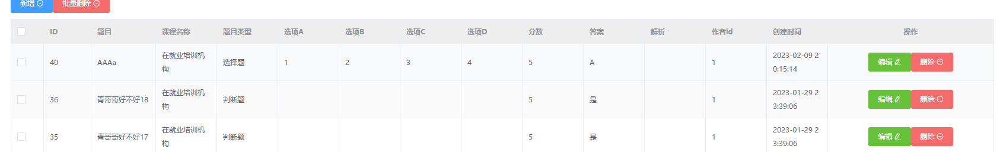 新增 批量删除
ID 题目 课程名称 题目类型 选项A 选项B 选项C 选项D 分数 答案 解析 作者id 创建时间 操作
40 AAAa 在就业培训机 选择题 1 2 3 4 5 A 1 2023-02-09 2 编辑 删除
构 0:15:14
36 青哥哥好不好18 在就业培训机 判断题 5 是 1 2023-01-29 2 编辑 删除
构 3:39:06
35 青哥哥好不好17 在就业培训机 判断题 5 是 1 2023-01-29 2 编辑 删除
构 3:39:06